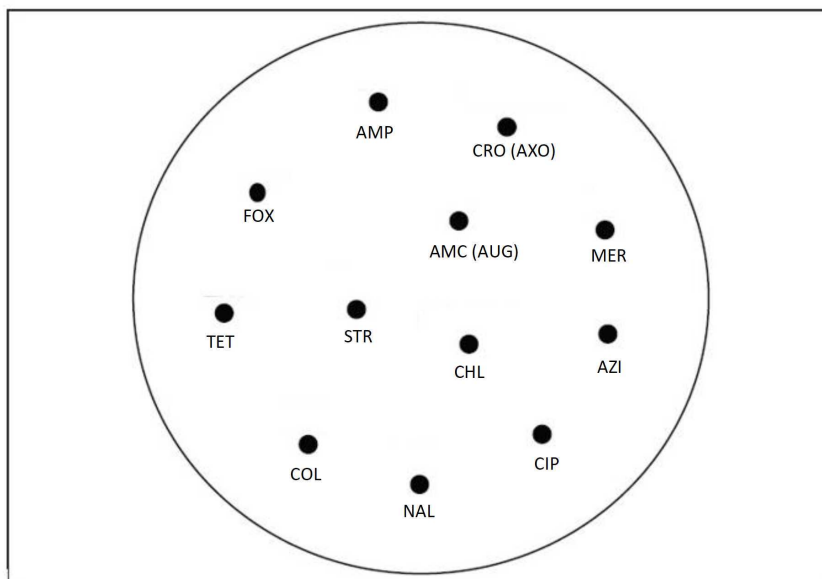 AMP
CRO (AXO)
FOX
AMC (AUG)
MER
TET
STR
CHL
AZI
COL
CIP
NAL